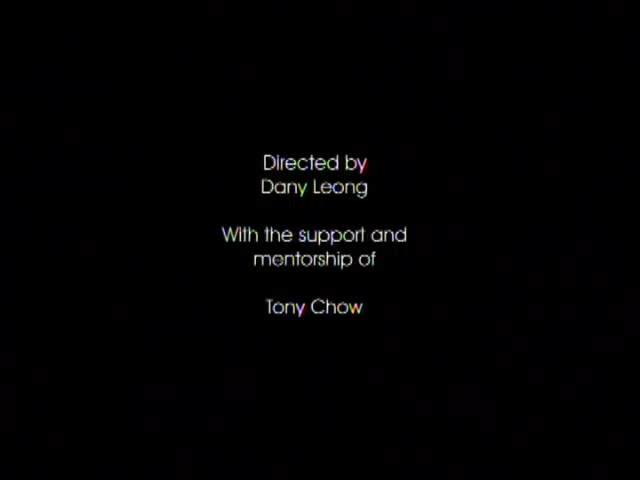 Directed by
Dany Leong
With the support and
mentorship of
Tony Chow